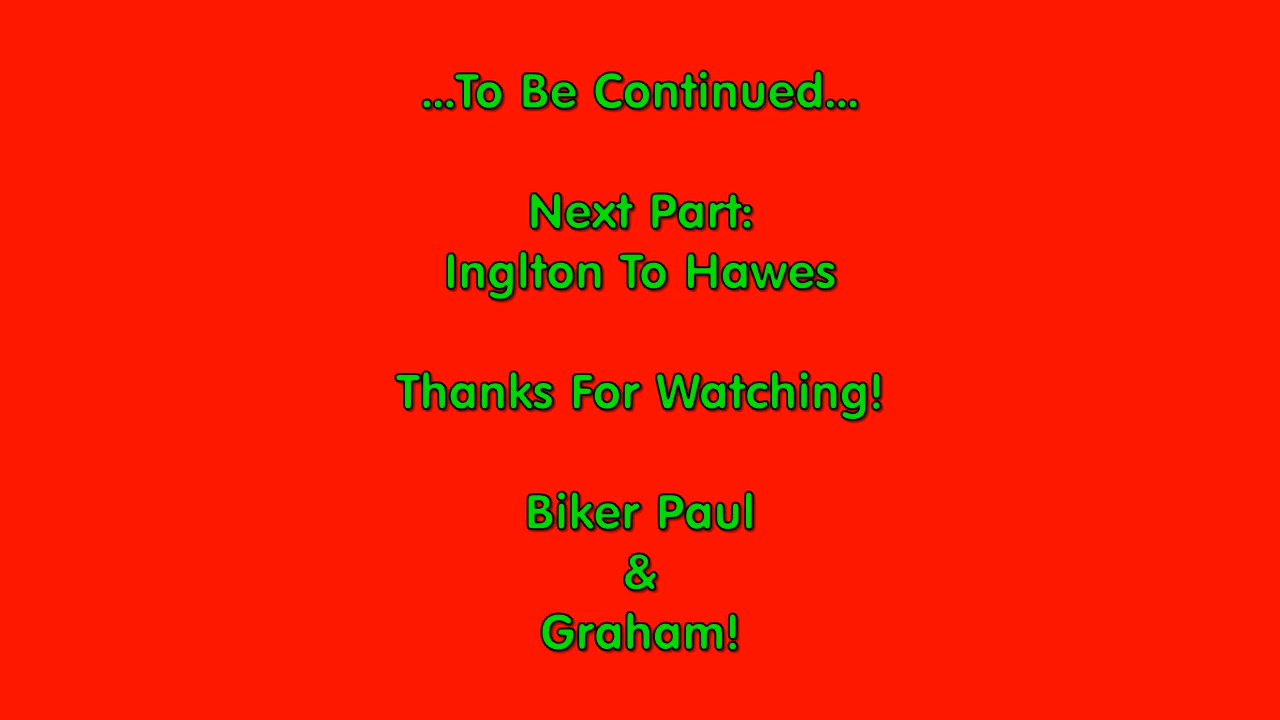 ...To Be Continued...
Next Part:
Inglton To Hawes
Thanks For Watching!
Biker Paul
&
Graham!